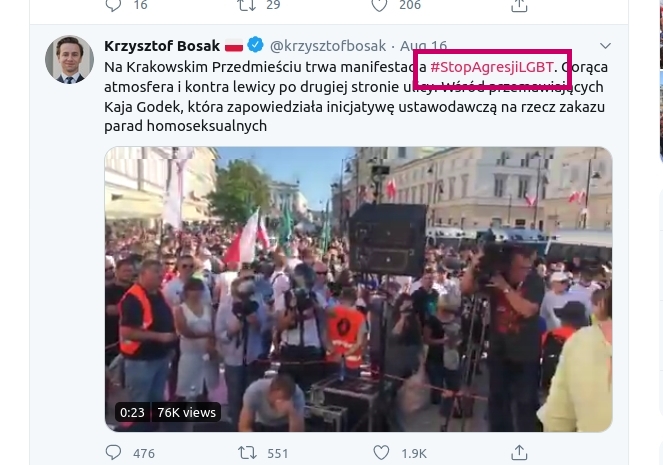 16 29 206
Krzysztof Bosak @krzysztofbosak · Aug 16
Na Krakowskim Przedmieściu trwa manifestacja #StopAgresjiLGBT. Gorąca
atmosfera i kontra lewicy po drugiej stronie ulicy. Wśród przemawiających
Kaja Godek, która zapowiedziała inicjatywę ustawodawczą na rzecz zakazu
parad homoseksualnych
0:23 76K views
476 551 1.9K